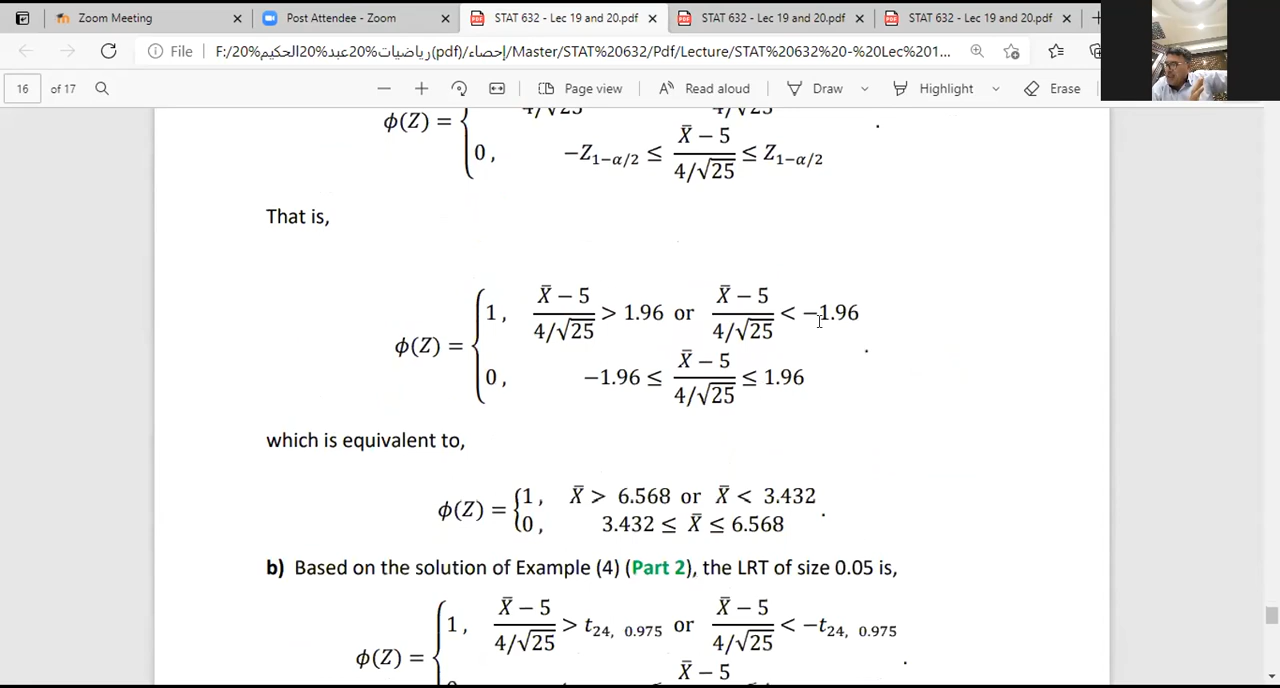 Zoom Meeting
Post Attendee - Zoom
STAT 632 - Lec 19 and 20.pdf
STAT 632 - Lec 19 and 20.pdf
STAT 632 - Lec 19 and 20.pdf
File
F:/20%رياضيات%20عبد%20الحكيم(pdf)/إحصاء/Master/STAT%20632/Pdf/Lecture/STAT%20632%20-%20Lec%201...
16 of 17
Page view
Read aloud
Draw
Highlight
Erase
ϕ(Z) = { 4/√25 4/√25
0, −Z₁₋α/₂ ≤ (X̄ − 5)/(4/√25) ≤ Z₁₋α/₂ .
That is,
ϕ(Z) = { 1, (X̄ − 5)/(4/√25) > 1.96 or (X̄ − 5)/(4/√25) < −1.96
0, −1.96 ≤ (X̄ − 5)/(4/√25) ≤ 1.96 .
which is equivalent to,
ϕ(Z) = { 1, X̄ > 6.568 or X̄ < 3.432
0, 3.432 ≤ X̄ ≤ 6.568 .
b) Based on the solution of Example (4) (Part 2), the LRT of size 0.05 is,
ϕ(Z) = { 1, (X̄ − 5)/(4/√25) > t₂₄, ₀.₉₇₅ or (X̄ − 5)/(4/√25) < −t₂₄, ₀.₉₇₅ .
X̄ − 5